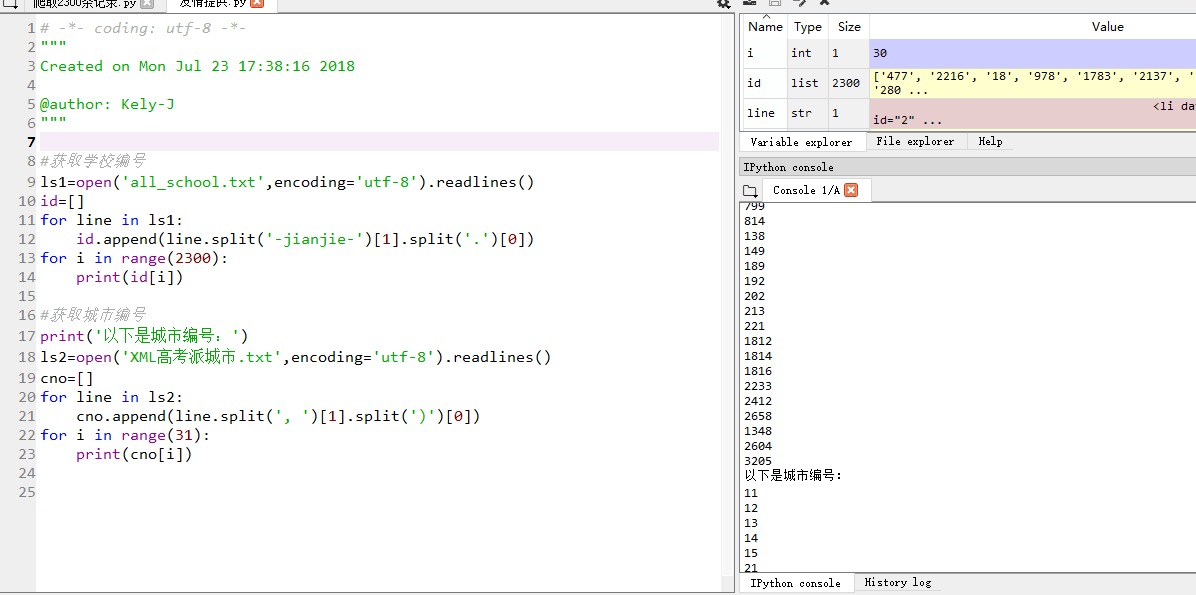 爬取2300条记录.py
友情提供.py
1 # -*- coding: utf-8 -*-
2 """
3 Created on Mon Jul 23 17:38:16 2018
4
5 @author: Kely-J
6 """
7
8 #获取学校编号
9 ls1=open('all_school.txt',encoding='utf-8').readlines()
10 id=[]
11 for line in ls1:
12     id.append(line.split('-jianjie-')[1].split('.')[0])
13 for i in range(2300):
14     print(id[i])
15
16 #获取城市编号
17 print('以下是城市编号：')
18 ls2=open('XML高考派城市.txt',encoding='utf-8').readlines()
19 cno=[]
20 for line in ls2:
21     cno.append(line.split(', ')[1].split(')')[0])
22 for i in range(31):
23     print(cno[i])
24
25
Name Type Size Value
i int 1 30
id list 2300 ['477', '2216', '18', '978', '1783', '2137', '
'280 ...
line str 1 <li da
id="2" ...
Variable explorer File explorer Help
IPython console
Console 1/A
799
814
138
149
189
192
202
213
221
1812
1814
1816
2233
2412
2658
1348
2604
3205
以下是城市编号：
11
12
13
14
15
21
IPython console History log